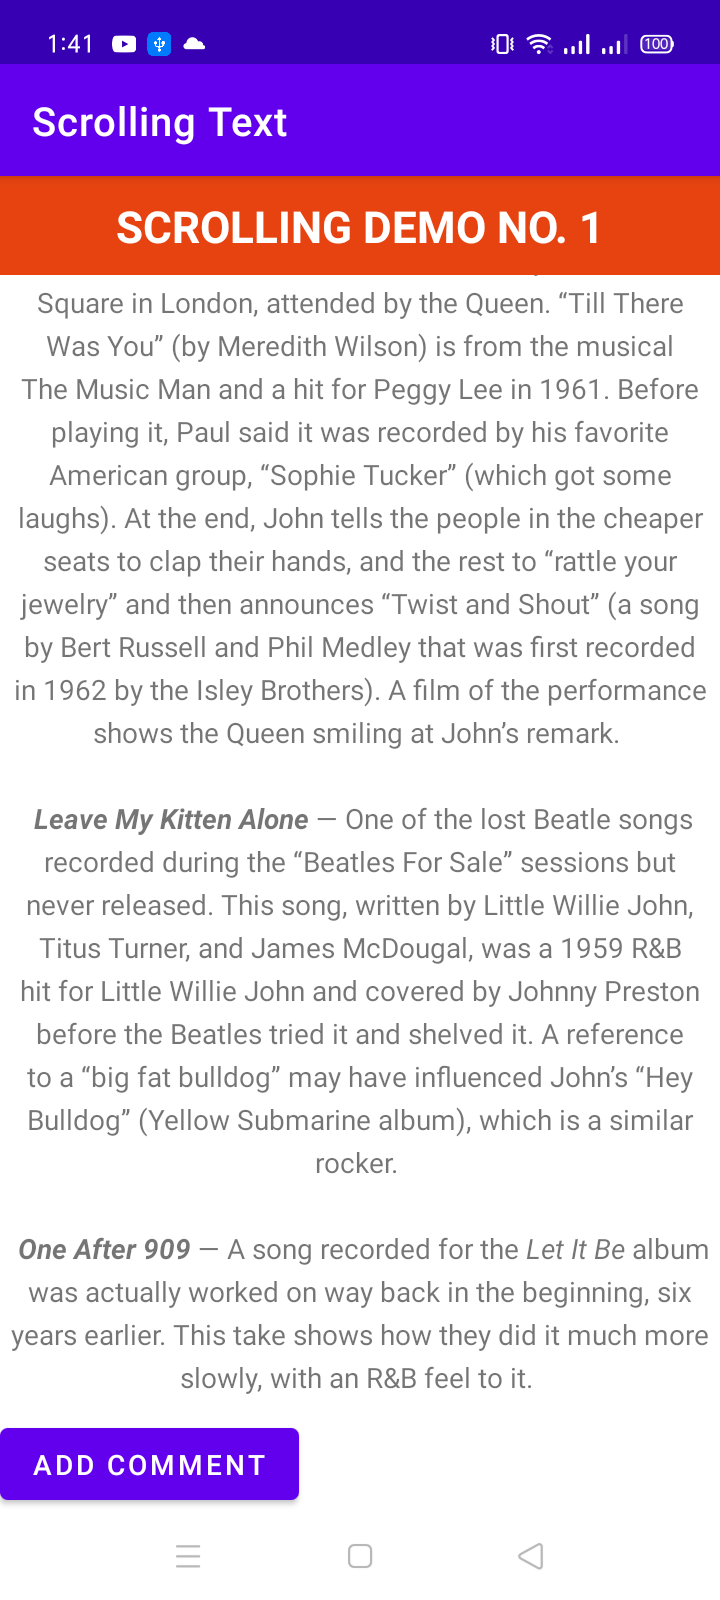 1:41
100
Scrolling Text
SCROLLING DEMO NO. 1
Square in London, attended by the Queen. “Till There
Was You” (by Meredith Wilson) is from the musical
The Music Man and a hit for Peggy Lee in 1961. Before
playing it, Paul said it was recorded by his favorite
American group, “Sophie Tucker” (which got some
laughs). At the end, John tells the people in the cheaper
seats to clap their hands, and the rest to “rattle your
jewelry” and then announces “Twist and Shout” (a song
by Bert Russell and Phil Medley that was first recorded
in 1962 by the Isley Brothers). A film of the performance
shows the Queen smiling at John’s remark.
Leave My Kitten Alone — One of the lost Beatle songs
recorded during the “Beatles For Sale” sessions but
never released. This song, written by Little Willie John,
Titus Turner, and James McDougal, was a 1959 R&B
hit for Little Willie John and covered by Johnny Preston
before the Beatles tried it and shelved it. A reference
to a “big fat bulldog” may have influenced John’s “Hey
Bulldog” (Yellow Submarine album), which is a similar
rocker.
One After 909 — A song recorded for the Let It Be album
was actually worked on way back in the beginning, six
years earlier. This take shows how they did it much more
slowly, with an R&B feel to it.
ADD COMMENT